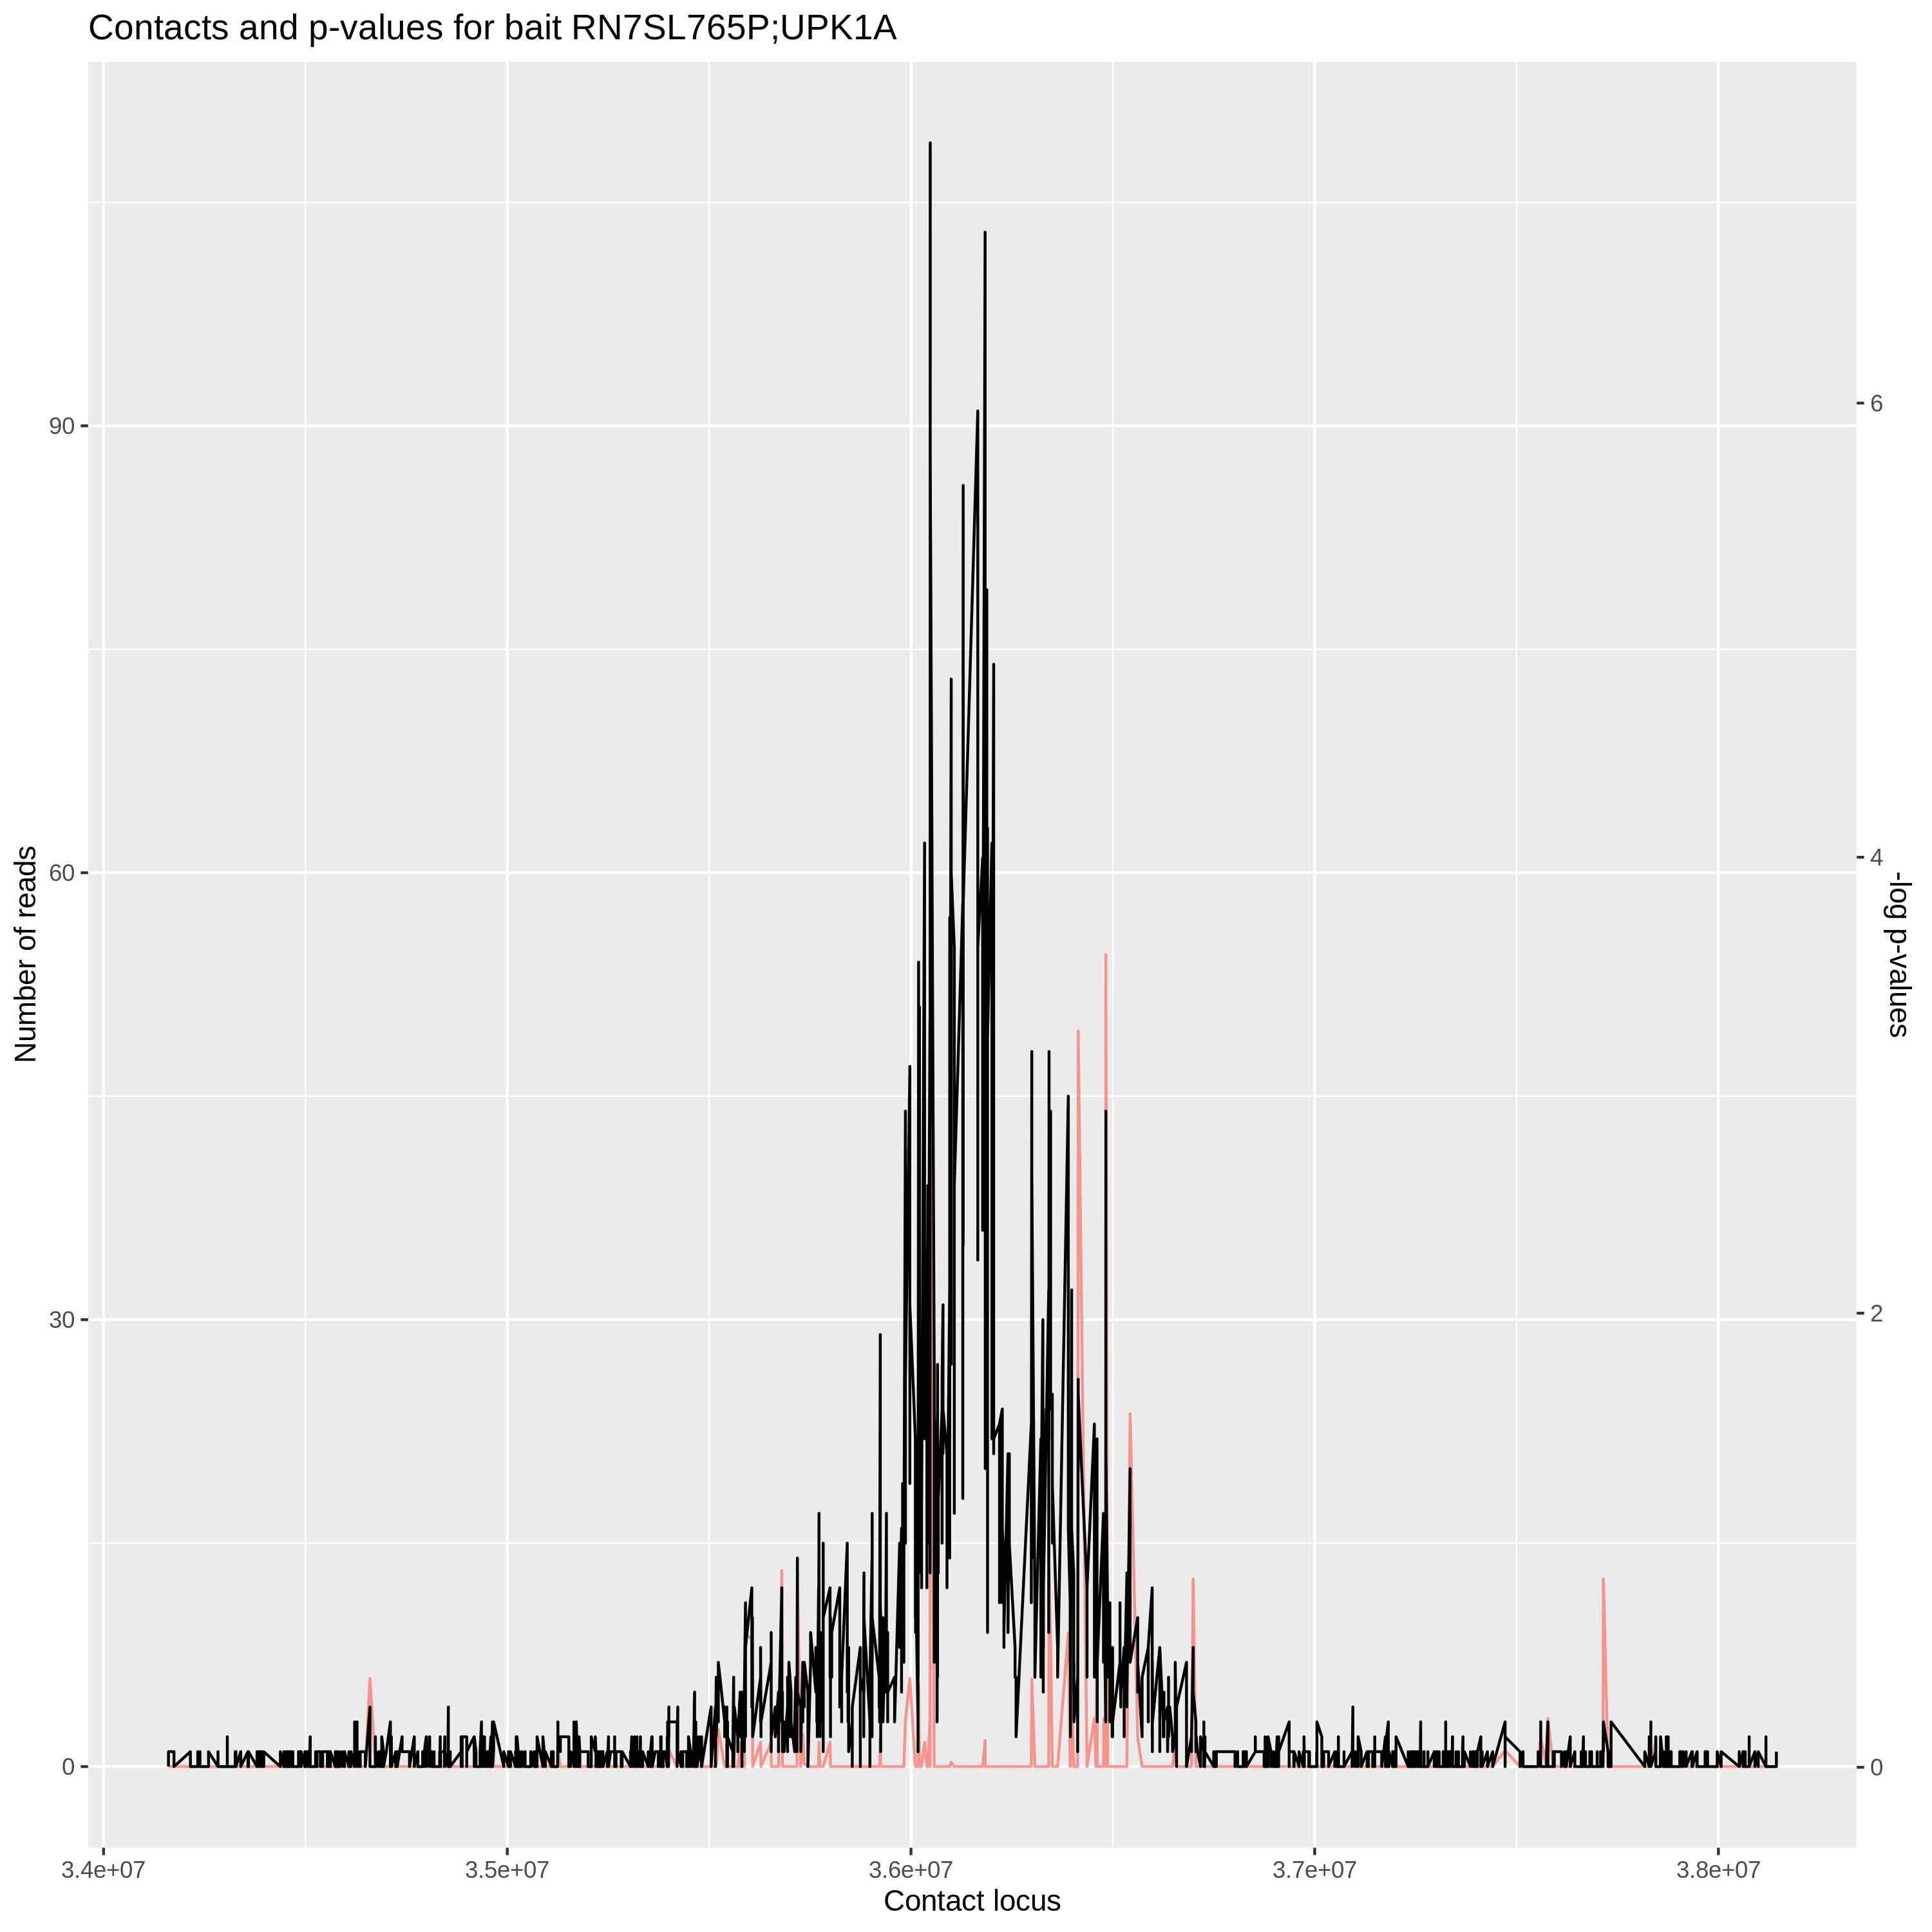 Contacts and p-values for bait RN7SL765P;UPK1A
Number of reads
90
60
30
0
6
4
2
0
-log p-values
3.4e+07 3.5e+07 3.6e+07 3.7e+07 3.8e+07
Contact locus